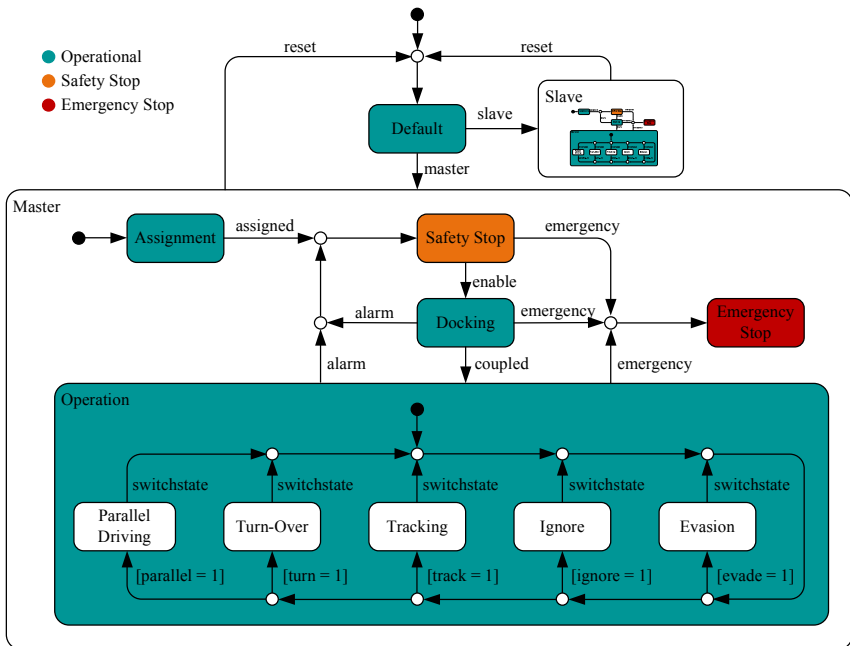 reset
reset
Operational
Safety Stop
Emergency Stop
Slave
slave
Default
master
Master
assigned
emergency
Assignment
Safety Stop
enable
alarm
Docking
emergency
Emergency
Stop
alarm
coupled
emergency
Operation
switchstate
switchstate
switchstate
switchstate
switchstate
Parallel
Driving
Turn-Over
Tracking
Ignore
Evasion
[parallel = 1]
[turn = 1]
[track = 1]
[ignore = 1]
[evade = 1]